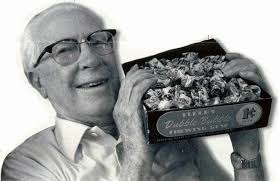 FLEER'S
1¢
Dubble Bubble
CHEWING GUM